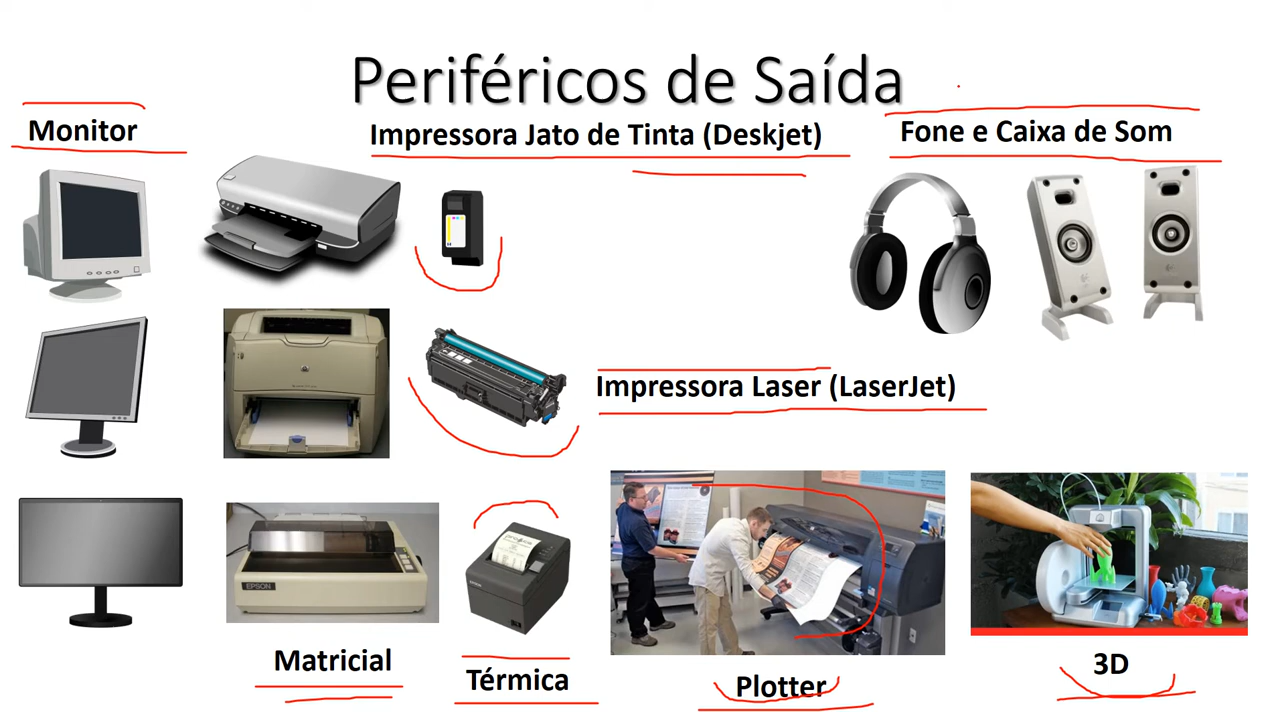 Periféricos de Saída
Monitor
Impressora Jato de Tinta (Deskjet)
Fone e Caixa de Som
Impressora Laser (LaserJet)
EPSON
Matricial
Térmica
Plotter
3D